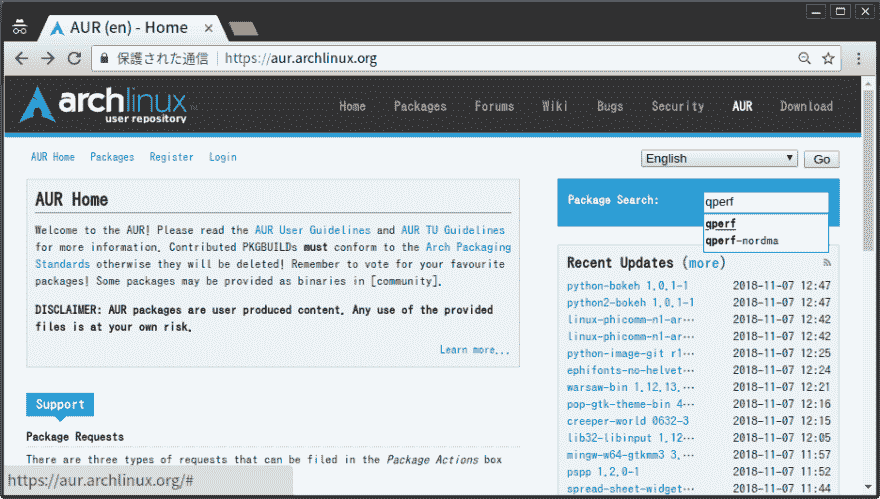 AUR (en) - Home
保護された通信 https://aur.archlinux.org
archlinux
user repository
Home Packages Forums Wiki Bugs Security AUR Download
AUR Home Packages Register Login
English Go
AUR Home
Welcome to the AUR! Please read the AUR User Guidelines and AUR TU Guidelines
for more information. Contributed PKGBUILDs must conform to the Arch Packaging
Standards otherwise they will be deleted! Remember to vote for your favourite
packages! Some packages may be provided as binaries in [community].
DISCLAIMER: AUR packages are user produced content. Any use of the provided
files is at your own risk.
Learn more...
Support
Package Requests
There are three types of requests that can be filed in the Package Actions box
https://aur.archlinux.org/#
Package Search: qperf
qperf
qperf-nordma
Recent Updates (more)
python-bokeh 1.0.1-1 2018-11-07 12:47
python2-bokeh 1.0.1-1 2018-11-07 12:47
linux-phicomm-n1-ar… 2018-11-07 12:42
linux-phicomm-n1-ar… 2018-11-07 12:42
python-image-git r1… 2018-11-07 12:25
ephifonts-no-helvet… 2018-11-07 12:24
warsaw-bin 1.12.13.… 2018-11-07 12:21
pop-gtk-theme-bin 4… 2018-11-07 12:16
creeper-world 0632-3 2018-11-07 12:15
lib32-libinput 1.12… 2018-11-07 12:05
mingw-w64-gtkmm3 3.… 2018-11-07 11:57
pspp 1.2.0-1 2018-11-07 11:52
spread-sheet-widget… 2018-11-07 11:44